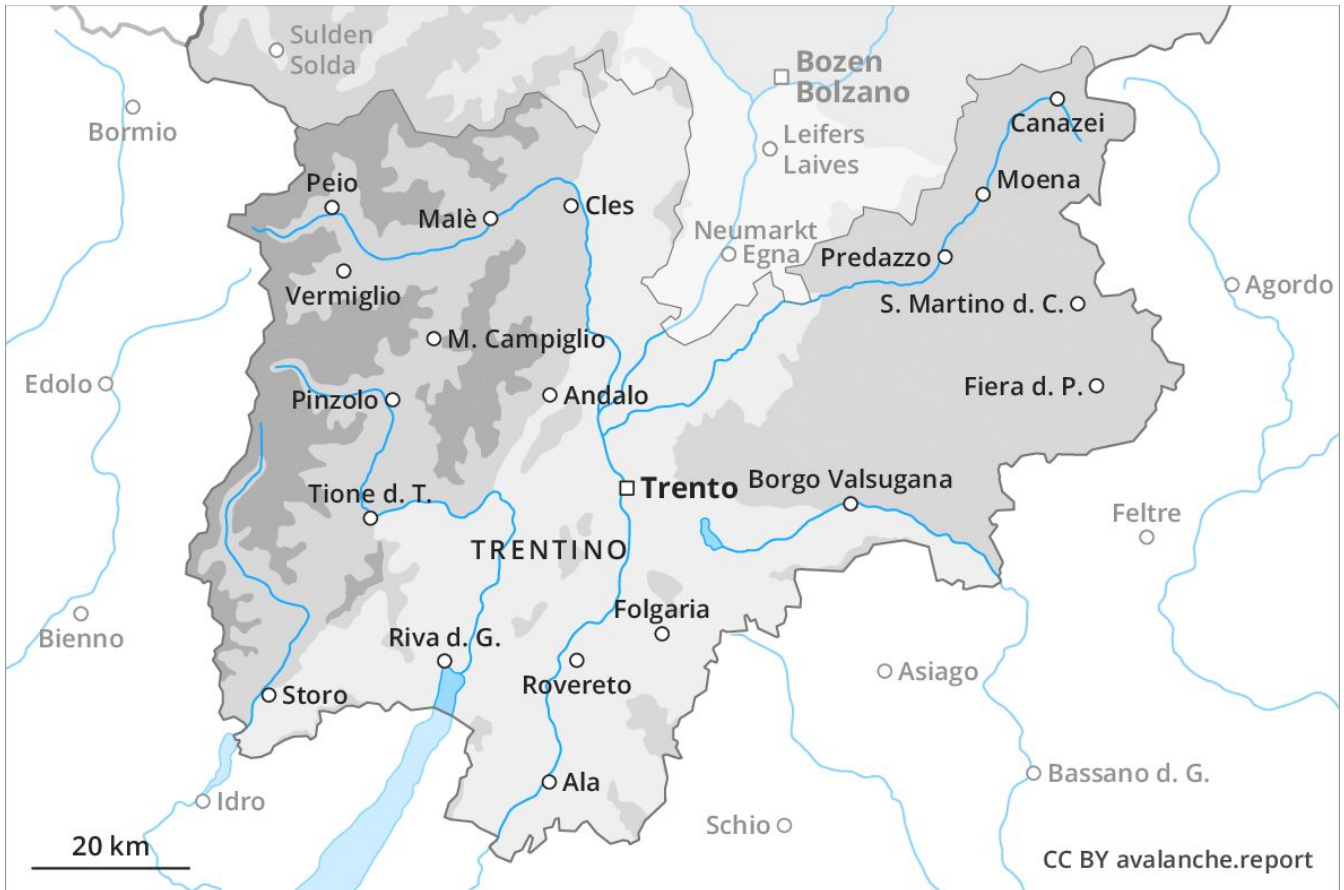 Sulden
Solda
Bozen
Bolzano
Bormio
Canazei
Leifers
Laives
Peio
Moena
Malè
Cles
Neumarkt
Egna
Predazzo
Vermiglio
Agordo
S. Martino d. C.
M. Campiglio
Edolo
Fiera d. P.
Pinzolo
Andalo
Trento
Borgo Valsugana
Tione d. T.
Feltre
TRENTINO
Folgaria
Bienno
Riva d. G.
Asiago
Rovereto
Storo
Bassano d. G.
Ala
Idro
Schio
20 km
CC BY avalanche.report